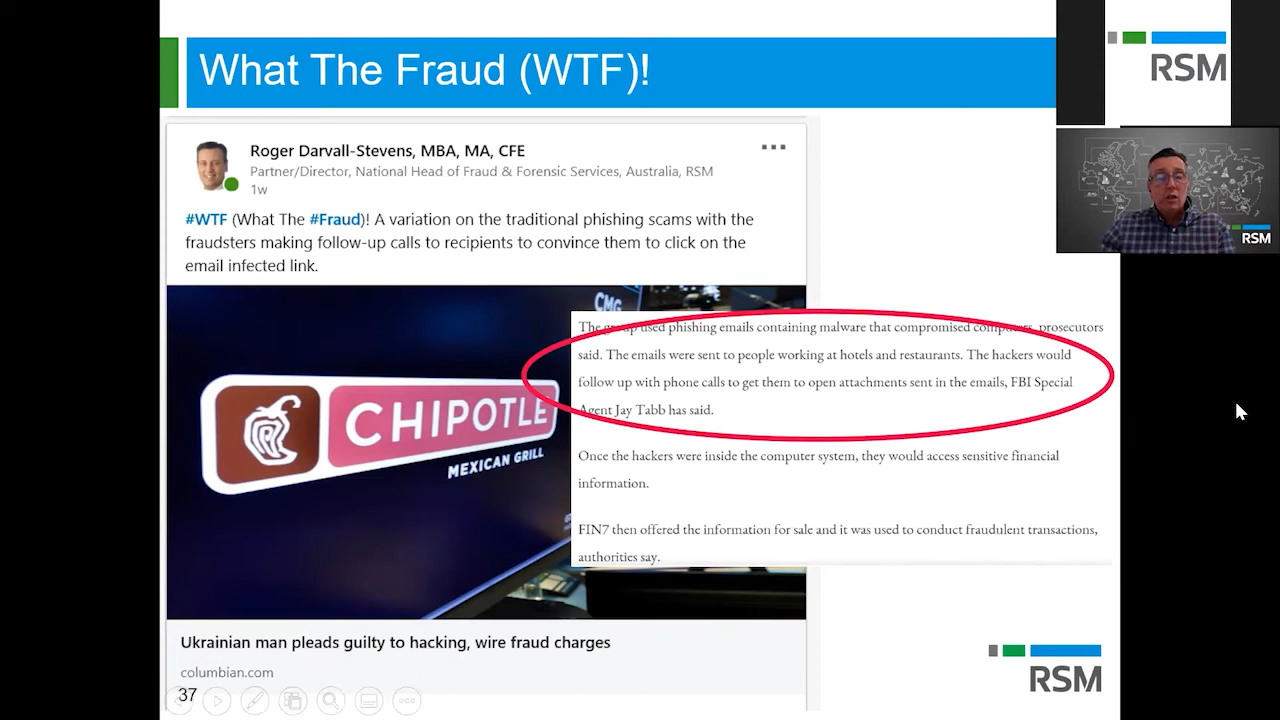 What The Fraud (WTF)!
RSM
Roger Darvall-Stevens, MBA, MA, CFE
Partner/Director, National Head of Fraud & Forensic Services, Australia, RSM
1w
#WTF (What The #Fraud)! A variation on the traditional phishing scams with the
fraudsters making follow-up calls to recipients to convince them to click on the
email infected link.
RSM
CMG
CHIPOTLE
MEXICAN GRILL
The group used phishing emails containing malware that compromised computers, prosecutors
said. The emails were sent to people working at hotels and restaurants. The hackers would
follow up with phone calls to get them to open attachments sent in the emails, FBI Special
Agent Jay Tabb has said.
Once the hackers were inside the computer system, they would access sensitive financial
information.
FIN7 then offered the information for sale and it was used to conduct fraudulent transactions,
authorities say.
Ukrainian man pleads guilty to hacking, wire fraud charges
columbian.com
37
RSM